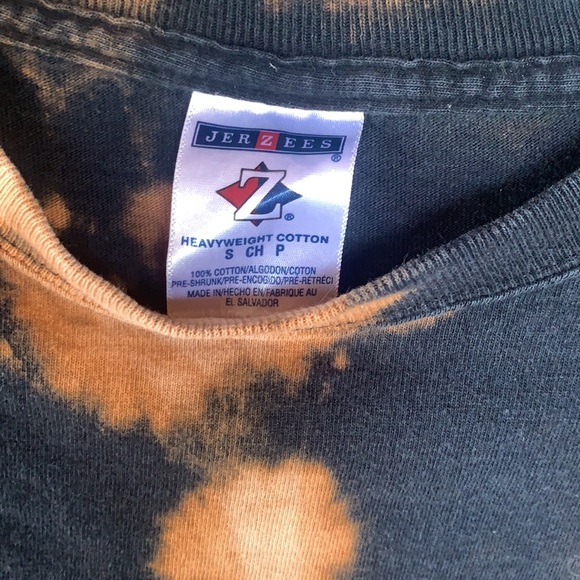 JERZEES
®
Z
®
HEAVYWEIGHT COTTON
S CH P
100% COTTON/ALGODON/COTON
PRE-SHRUNK/PRE-ENCOGIDO/PRÉ-RÉTRÉCI
MADE IN/HECHO EN/FABRIQUE AU
EL SALVADOR